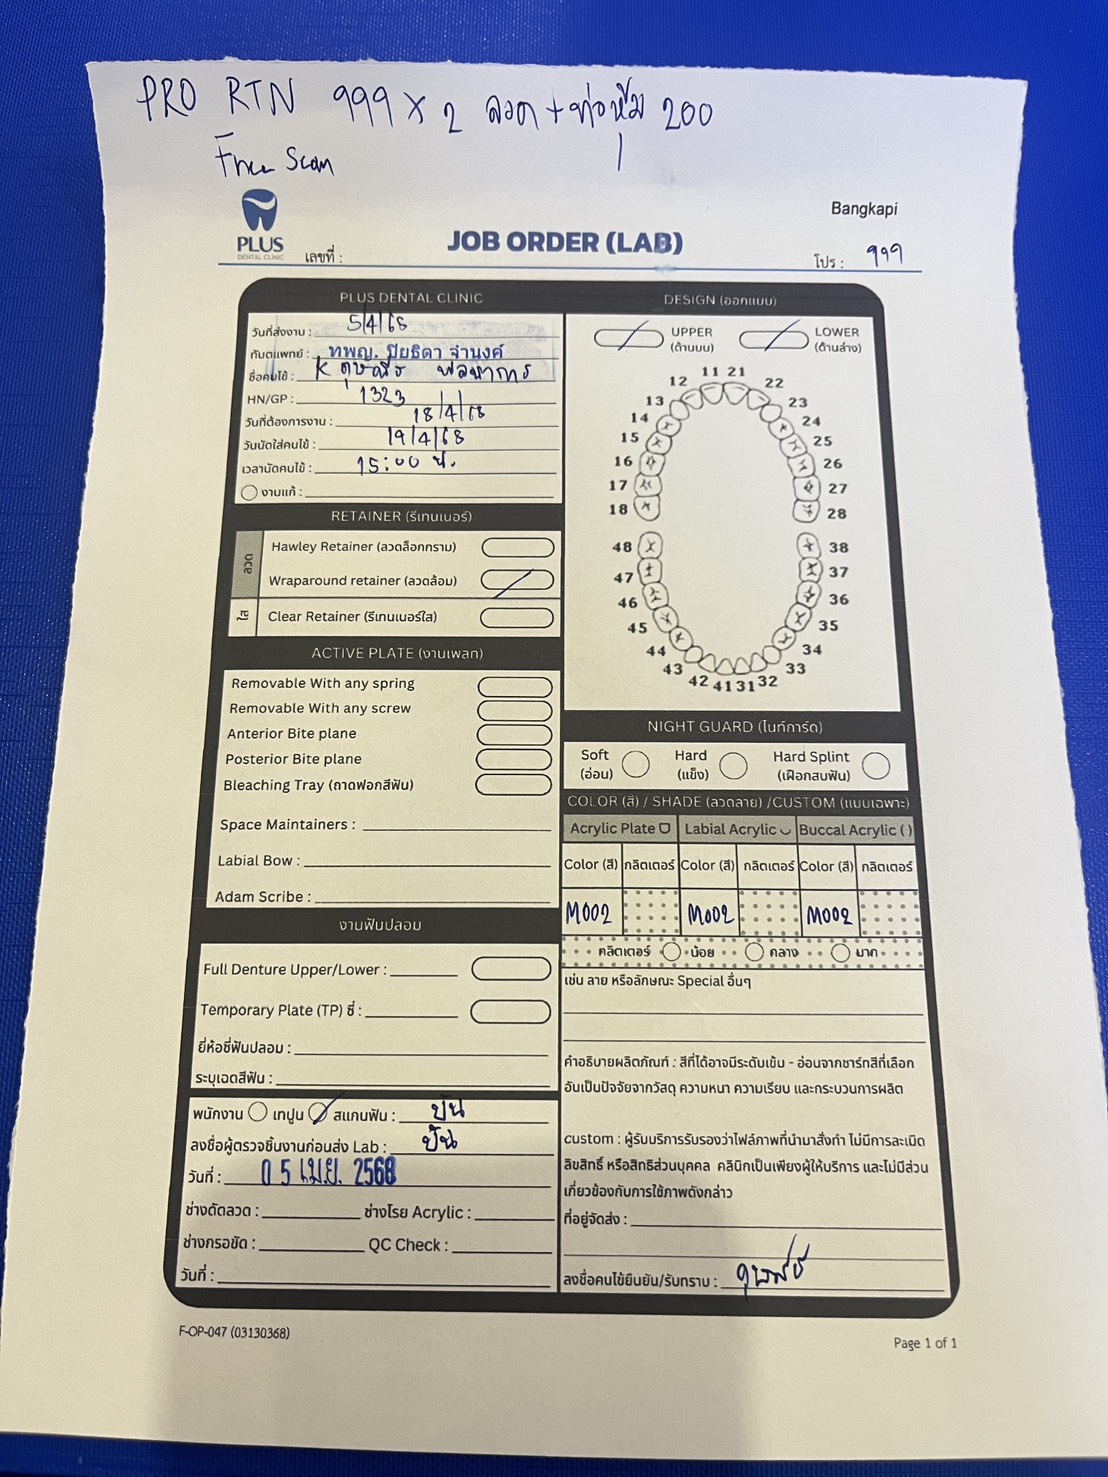 PRO RTN 999 x 2 ลวด + ท่อหุ้ม 200
Free Scan
Bangkapi
PLUS
DENTAL CLINIC
เลขที่ :
JOB ORDER (LAB)
โปร : 999
PLUS DENTAL CLINIC
วันที่ส่งงาน : 5/4/68
ทันตแพทย์ : ทพญ. ปิยธิดา จำนงค์
ชื่อคนไข้ : K
HN/GP : 1323
วันที่ต้องการงาน : 18/4/68
วันนัดใส่คนไข้ : 19/4/68
เวลานัดคนไข้ : 15:00 น.
งานแก้ :
DESIGN (ออกแบบ)
UPPER (ด้านบน)
LOWER (ด้านล่าง)
11 21
12 22
13 23
14 24
15 25
16 26
17 27
18 28
48 38
47 37
46 36
45 35
44 34
43 33
42 41 31 32
RETAINER (รีเทนเนอร์)
ลวด
Hawley Retainer (ลวดล็อกกราม)
Wraparound retainer (ลวดล้อม)
ใส
Clear Retainer (รีเทนเนอร์ใส)
ACTIVE PLATE (งานเพลท)
Removable With any spring
Removable With any screw
Anterior Bite plane
Posterior Bite plane
Bleaching Tray (ถาดฟอกสีฟัน)
Space Maintainers :
Labial Bow :
Adam Scribe :
NIGHT GUARD (ไนท์การ์ด)
Soft (อ่อน)
Hard (แข็ง)
Hard Splint (เฝือกสบฟัน)
COLOR (สี) / SHADE (ลวดลาย) /CUSTOM (แบบเฉพาะ)
Acrylic Plate Labial Acrylic Buccal Acrylic ( )
Color (สี) กลิตเตอร์ Color (สี) กลิตเตอร์ Color (สี) กลิตเตอร์
M002 M002 M002
กลิตเตอร์ น้อย กลาง มาก
เช่น ลาย หรือลักษณะ Special อื่นๆ
งานฟันปลอม
Full Denture Upper/Lower :
Temporary Plate (TP) ซี่ :
ยี่ห้อซี่ฟันปลอม :
ระบุเฉดสีฟัน :
คำอธิบายผลิตภัณฑ์ : สีที่ได้อาจมีระดับเข้ม - อ่อนจากชาร์ทสีที่เลือก
อันเป็นปัจจัยจากวัสดุ ความหนา ความเรียบ และกระบวนการผลิต
พนักงาน เทปูน สแกนฟัน : ปัน
ลงชื่อผู้ตรวจชิ้นงานก่อนส่ง Lab : ปัน
วันที่ : 0 5 เม.ย. 2568
ช่างดัดลวด : ช่างโรย Acrylic :
ช่างกรอขัด : QC Check :
วันที่ :
custom : ผู้รับบริการรับรองว่าไฟล์ภาพที่นำมาสั่งทำ ไม่มีการละเมิด
ลิขสิทธิ์ หรือสิทธิส่วนบุคคล คลินิกเป็นเพียงผู้ให้บริการ และไม่มีส่วน
เกี่ยวข้องกับการใช้ภาพดังกล่าว
ที่อยู่จัดส่ง :
ลงชื่อคนไข้ยืนยัน/รับทราบ :
F-OP-047 (03130368)
Page 1 of 1